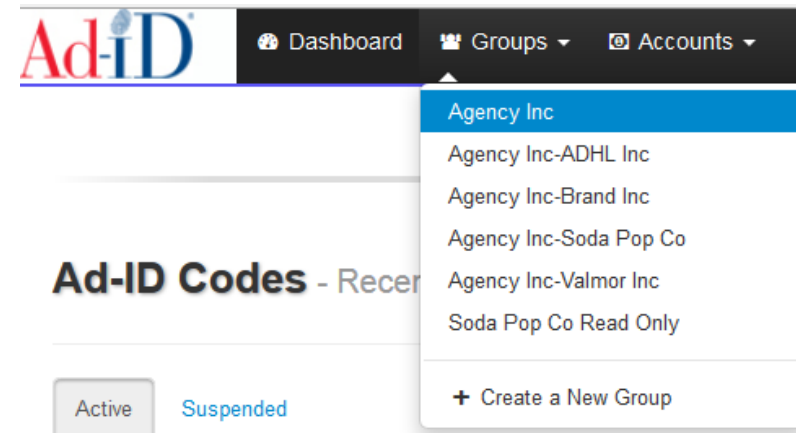 Ad-iD Dashboard Groups Accounts
Agency Inc
Agency Inc-ADHL Inc
Agency Inc-Brand Inc
Agency Inc-Soda Pop Co
Agency Inc-Valmor Inc
Soda Pop Co Read Only
+ Create a New Group
Ad-ID Codes - Recer
Active Suspended